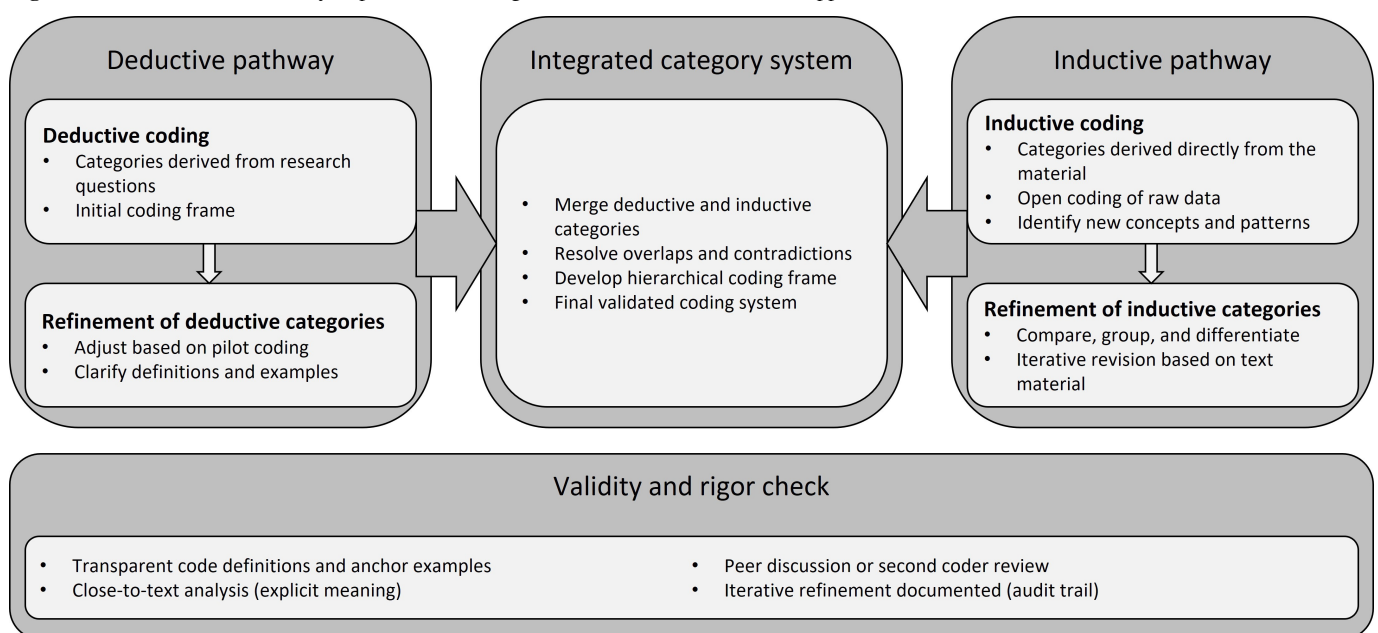 Deductive pathway
Deductive coding
• Categories derived from research
questions
• Initial coding frame
Refinement of deductive categories
• Adjust based on pilot coding
• Clarify definitions and examples
Integrated category system
• Merge deductive and inductive
categories
• Resolve overlaps and contradictions
• Develop hierarchical coding frame
• Final validated coding system
Inductive pathway
Inductive coding
• Categories derived directly from the
material
• Open coding of raw data
• Identify new concepts and patterns
Refinement of inductive categories
• Compare, group, and differentiate
• Iterative revision based on text
material
Validity and rigor check
• Transparent code definitions and anchor examples
• Close-to-text analysis (explicit meaning)
• Peer discussion or second coder review
• Iterative refinement documented (audit trail)